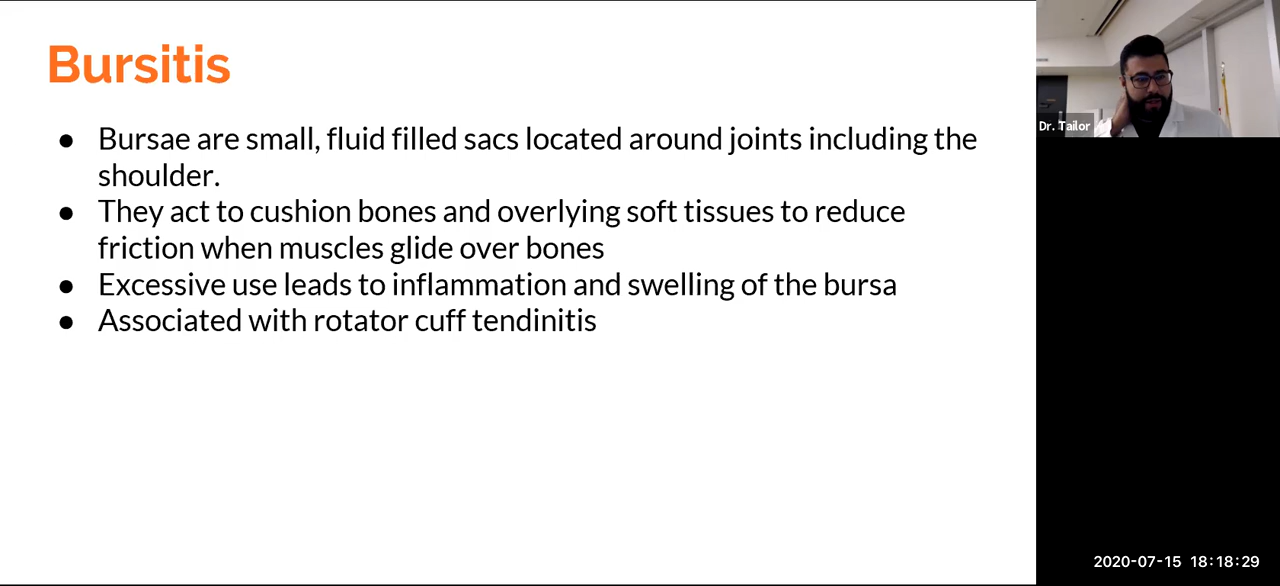 Bursitis
● Bursae are small, fluid filled sacs located around joints including the
shoulder.
● They act to cushion bones and overlying soft tissues to reduce
friction when muscles glide over bones
● Excessive use leads to inflammation and swelling of the bursa
● Associated with rotator cuff tendinitis
Dr. Tailor
2020-07-15 18:18:29